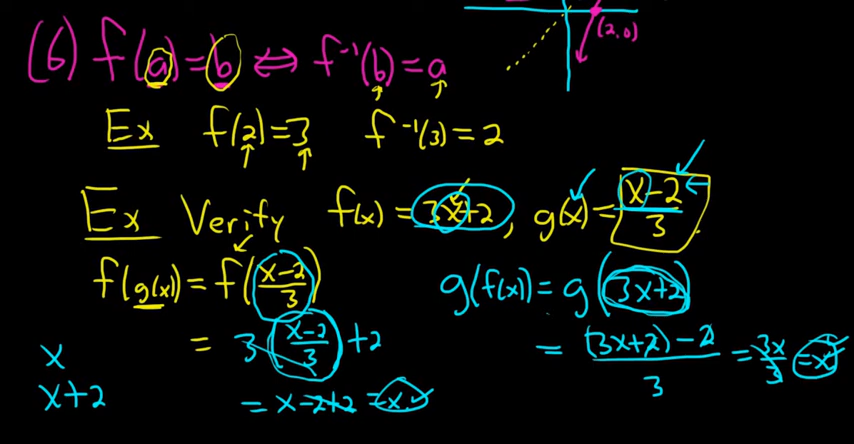 (2,0)
(6) f(a)=b ⟺ f⁻¹(b)=a
Ex f(2)=3 f⁻¹(3)=2
Ex Verify f(x)=3x+2, g(x)=(x-2)/3
f(g(x))=f((x-2)/3) g(f(x))=g(3x+2)
= 3(x-2)/3+2 = ((3x+2)-2)/3 = 3x/3 =x
x
x+2 = x-2+2 =x